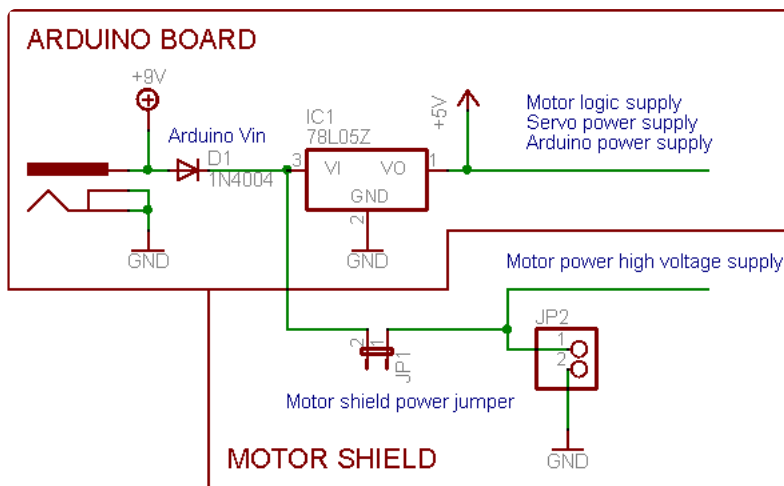 ARDUINO BOARD
+9V
Arduino Vin
D1
1N4004
IC1
78L05Z
3
VI
VO
1
GND
2
+5V
Motor logic supply
Servo power supply
Arduino power supply
GND
GND
Motor power high voltage supply
2
1
JP1
JP2
1
2
Motor shield power jumper
GND
MOTOR SHIELD